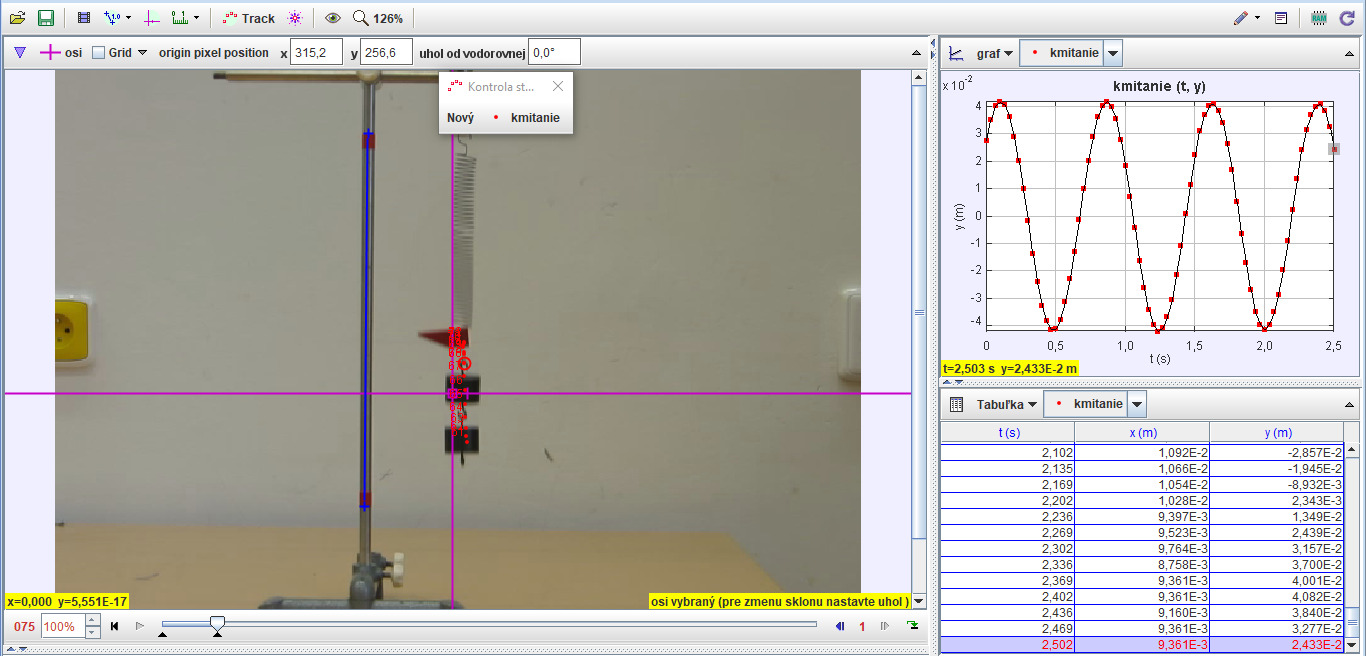 Track 126%
osi Grid origin pixel position x 315,2 y 256,6 uhol od vodorovnej 0,0°
Kontrola st...
Nový kmitanie
x=0,000 y=5,551E-17
osi vybraný (pre zmenu sklonu nastavte uhol )
075 100% 1
graf kmitanie
x 10-2
kmitanie (t, y)
4
3
2
1
0
-1
-2
-3
-4
y (m)
0 0,5 1,0 1,5 2,0 2,5
t (s)
t=2,503 s y=2,433E-2 m
Tabuľka kmitanie
t (s) x (m) y (m)
2,102 1,092E-2 -2,857E-2
2,135 1,066E-2 -1,945E-2
2,169 1,054E-2 -8,932E-3
2,202 1,028E-2 2,343E-3
2,236 9,397E-3 1,349E-2
2,269 9,523E-3 2,439E-2
2,302 9,764E-3 3,157E-2
2,336 8,758E-3 3,700E-2
2,369 9,361E-3 4,001E-2
2,402 9,361E-3 4,082E-2
2,436 9,160E-3 3,840E-2
2,469 9,361E-3 3,277E-2
2,502 9,361E-3 2,433E-2